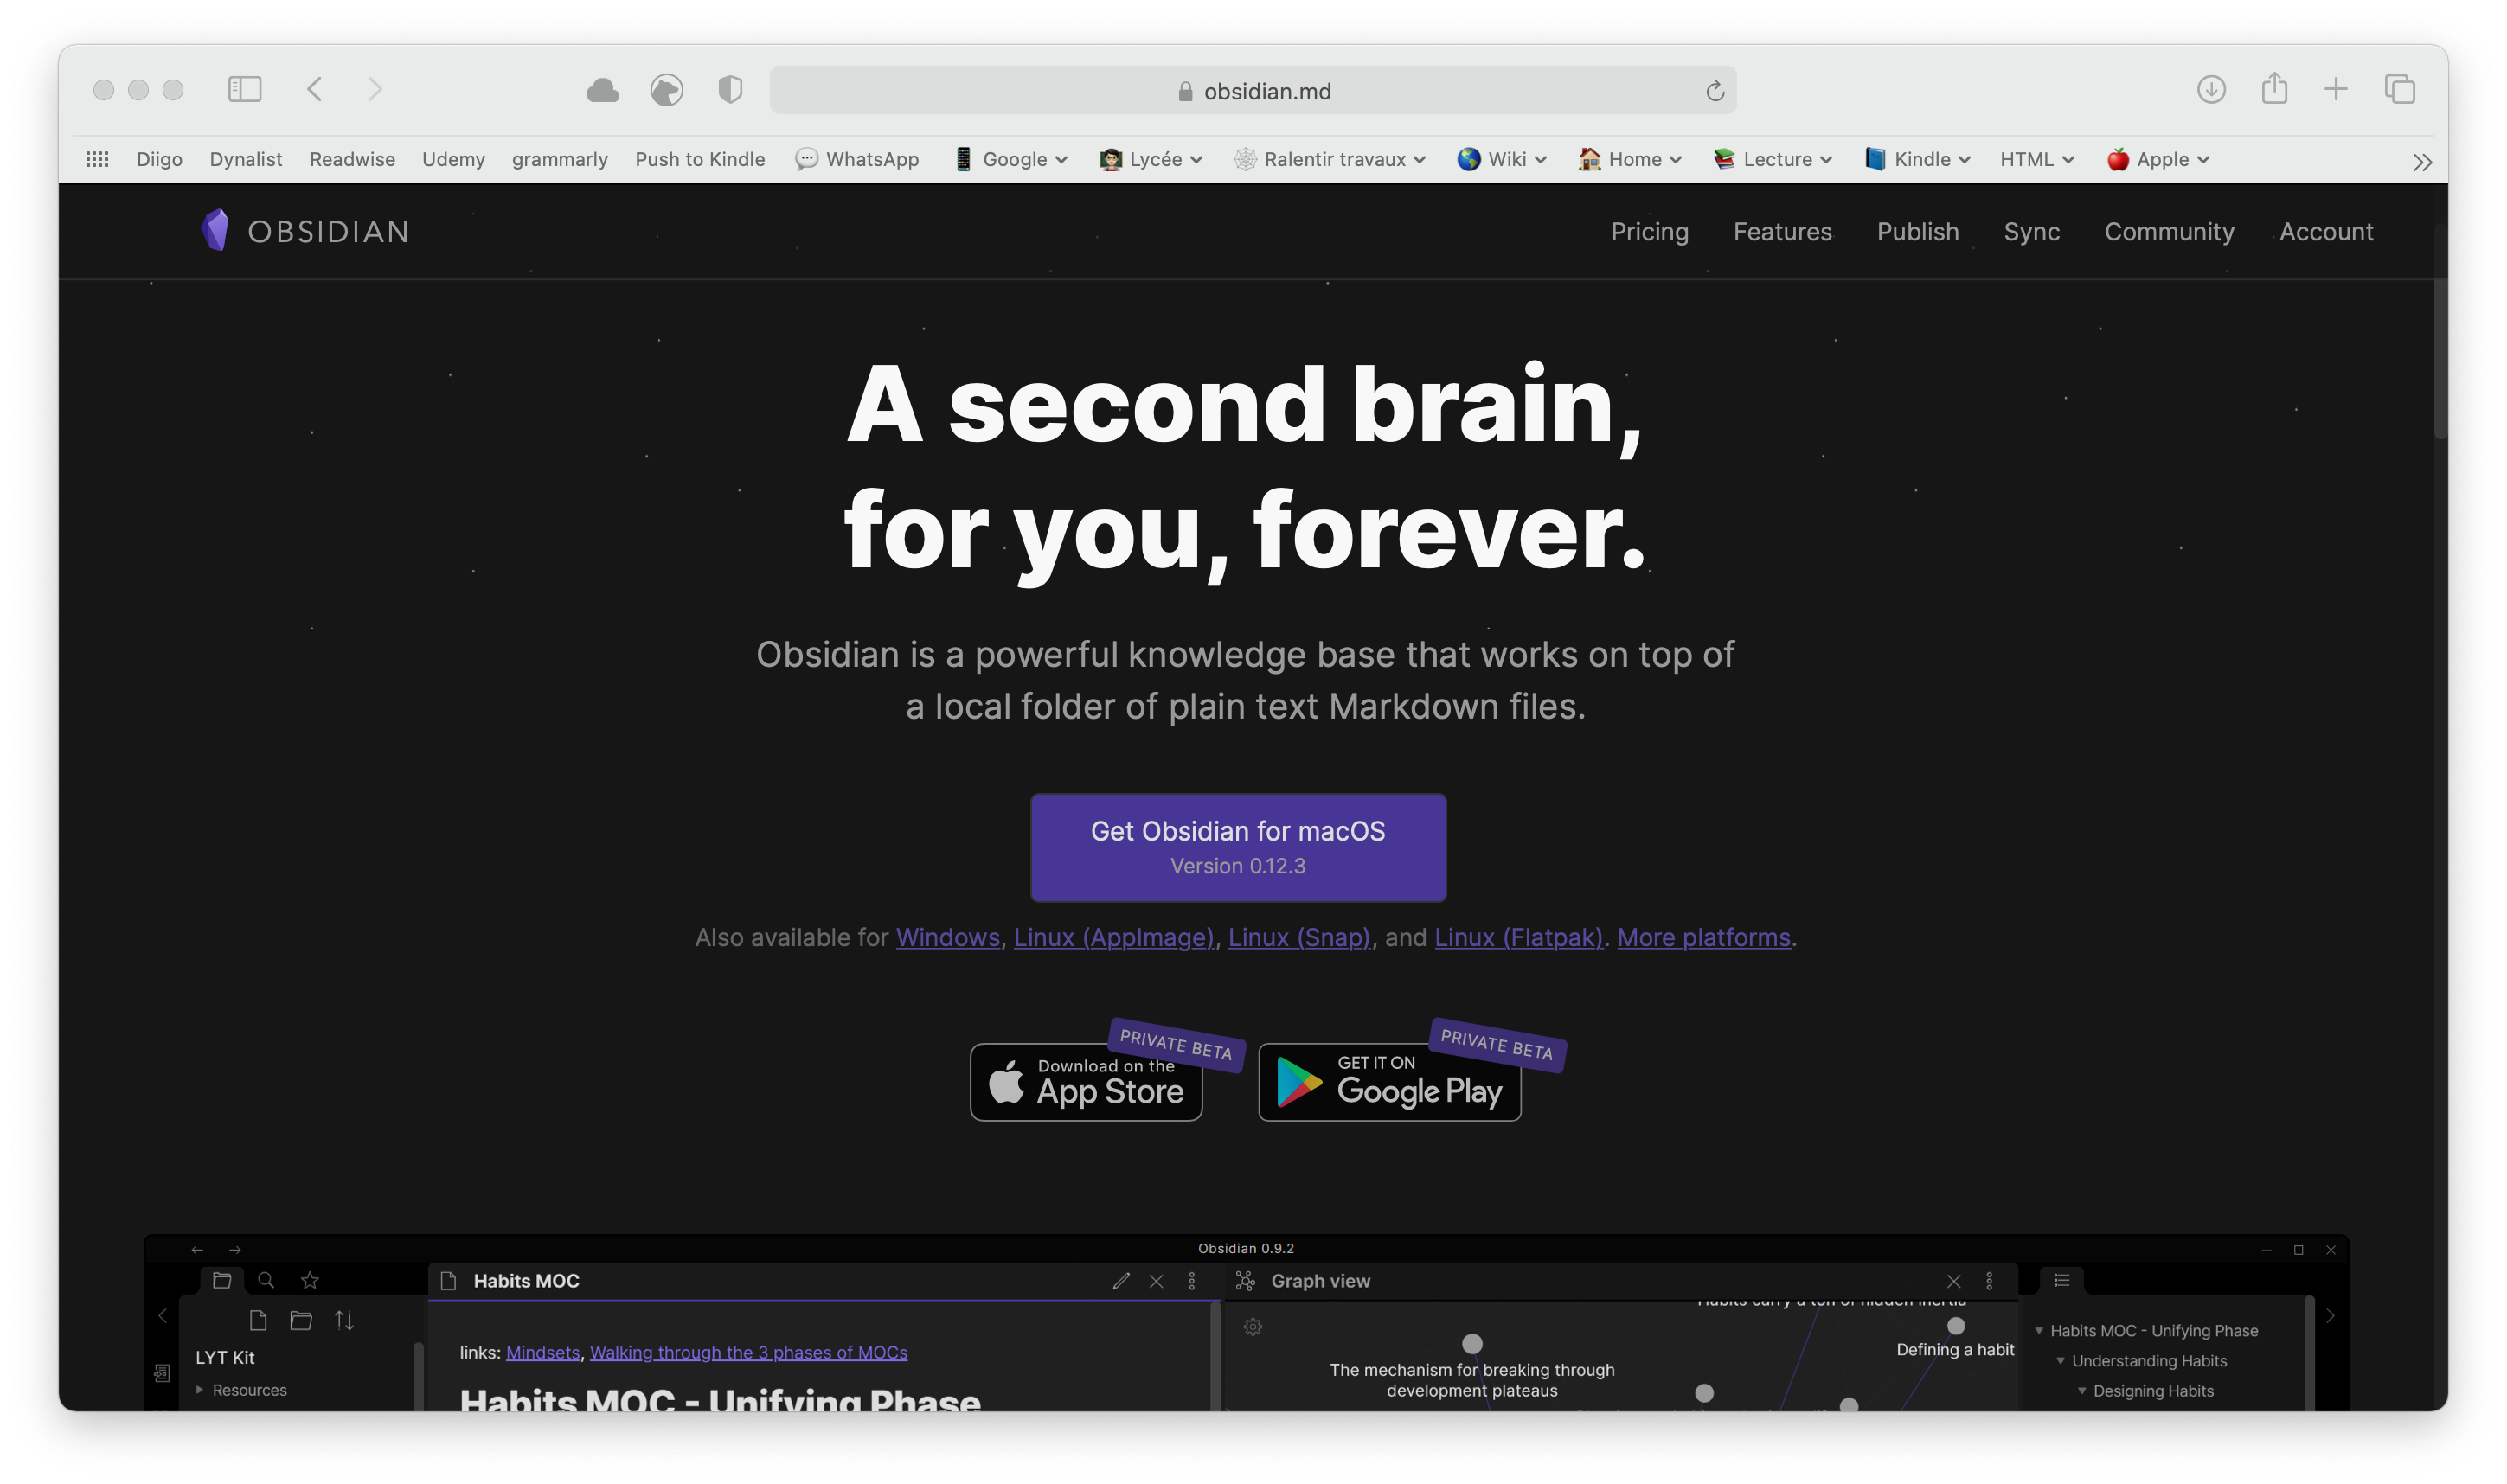 obsidian.md
Diigo Dynalist Readwise Udemy grammarly Push to Kindle WhatsApp Google Lycée Ralentir travaux Wiki Home Lecture Kindle HTML Apple
OBSIDIAN
Pricing Features Publish Sync Community Account
A second brain,
for you, forever.
Obsidian is a powerful knowledge base that works on top of
a local folder of plain text Markdown files.
Get Obsidian for macOS
Version 0.12.3
Also available for Windows, Linux (AppImage), Linux (Snap), and Linux (Flatpak). More platforms.
PRIVATE BETA
Download on the
App Store
PRIVATE BETA
GET IT ON
Google Play
Obsidian 0.9.2
Habits MOC
Graph view
LYT Kit
Resources
links: Mindsets, Walking through the 3 phases of MOCs
Habits MOC - Unifying Phase
Habits carry a ton of hidden inertia
Defining a habit
The mechanism for breaking through
development plateaus
Habits MOC - Unifying Phase
Understanding Habits
Designing Habits